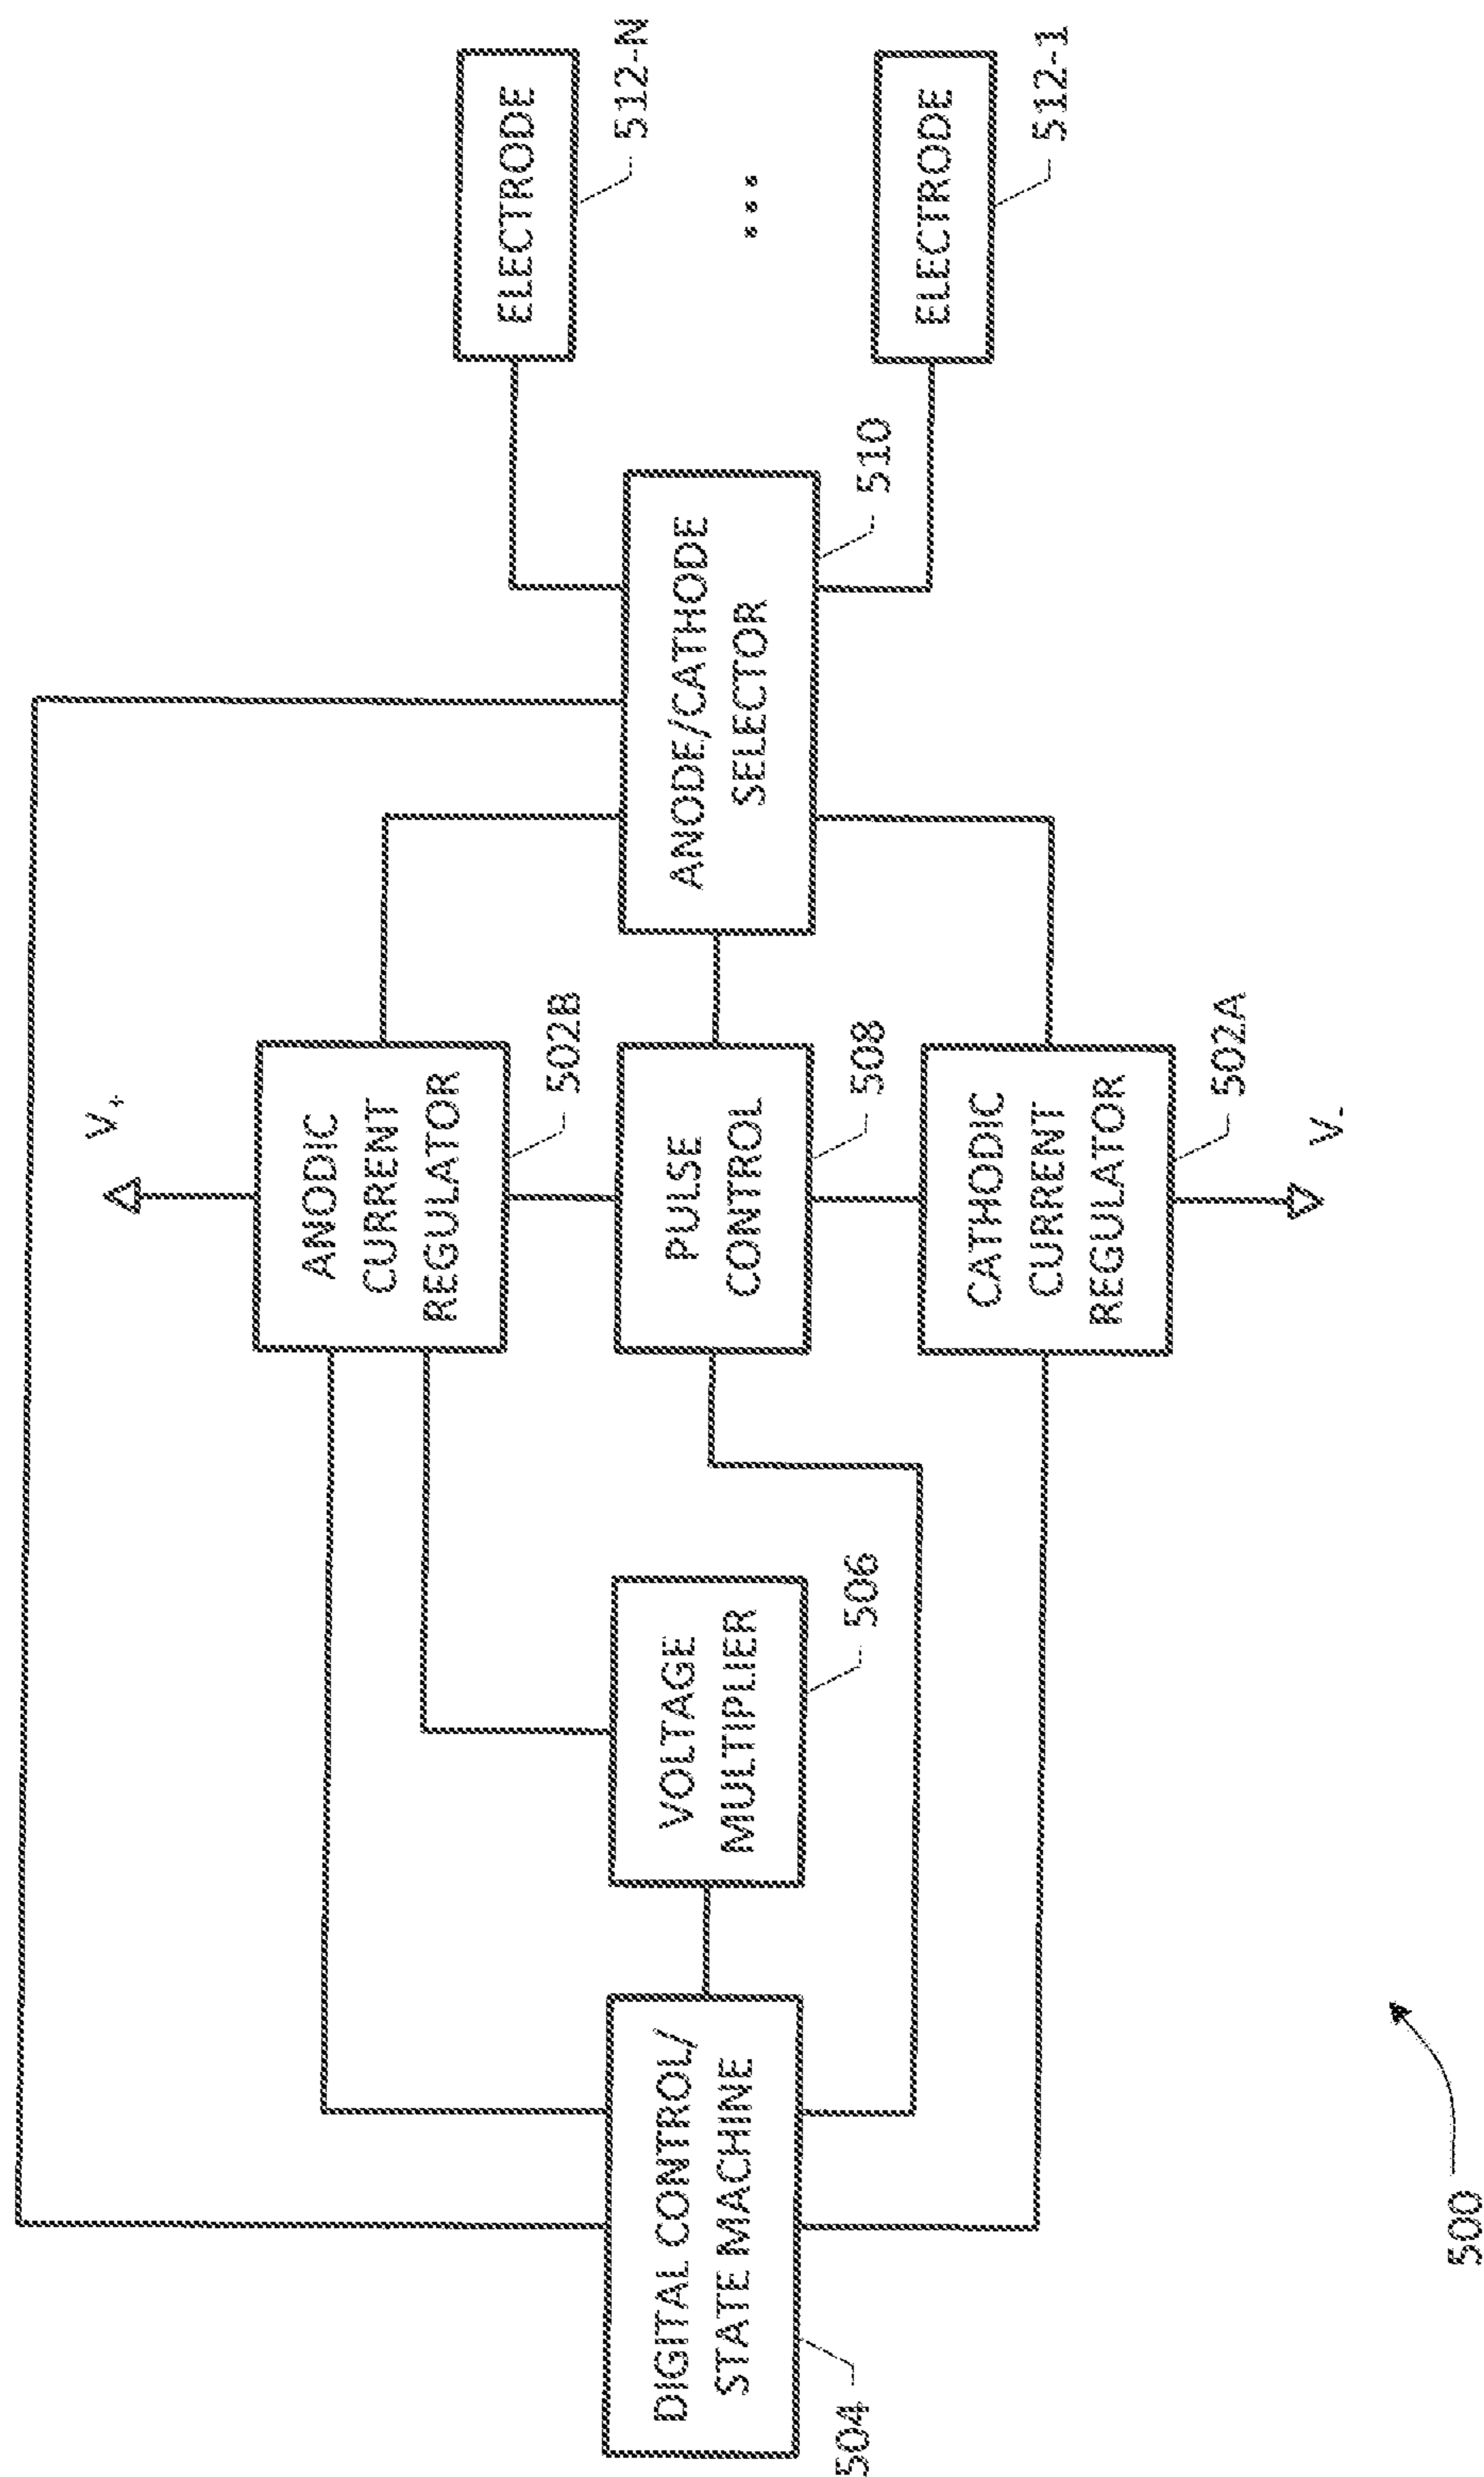 V+
ANODIC
CURRENT
REGULATOR
502B
DIGITAL CONTROL/
STATE MACHINE
504
VOLTAGE
MULTIPLIER
506
PULSE
CONTROL
508
ANODE/CATHODE
SELECTOR
510
ELECTRODE
512-N
...
ELECTRODE
512-1
CATHODIC
CURRENT
REGULATOR
502A
V-
500